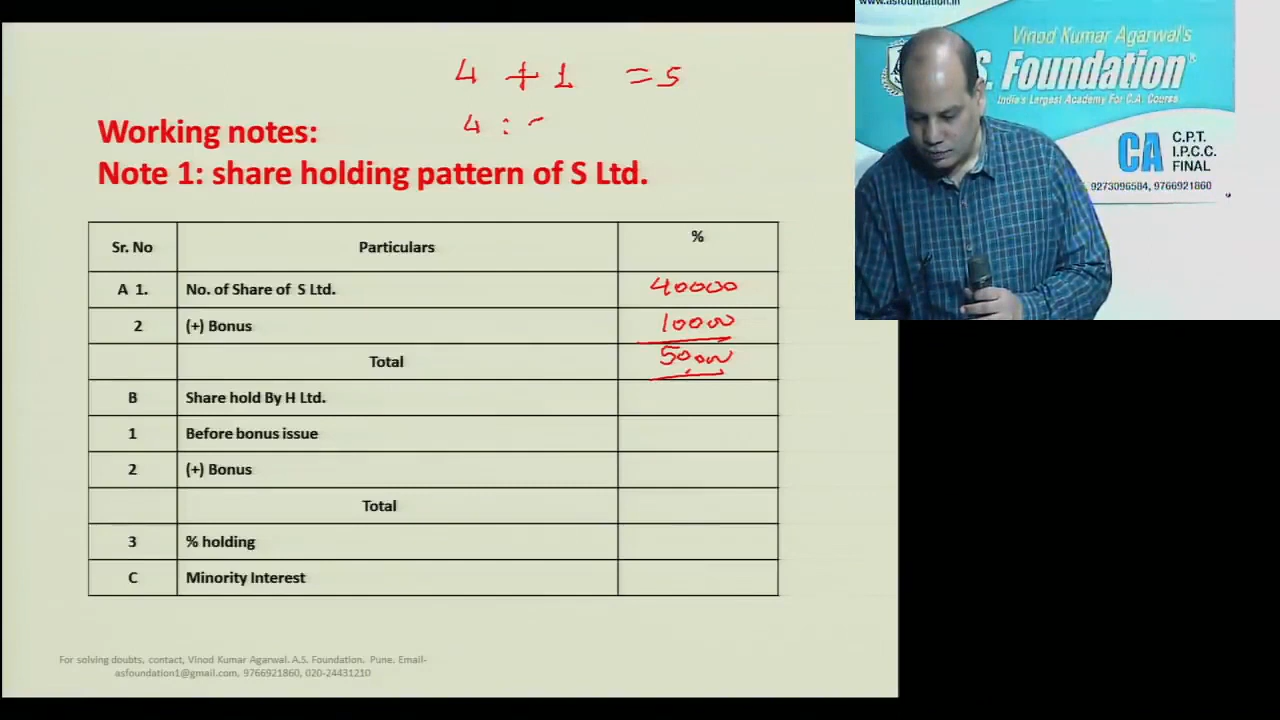 www.asfoundation.in
Vinod Kumar Agarwal's
S. Foundation®
India's Largest Academy For C.A. Course
CA
C.P.T.
I.P.C.C.
FINAL
9273096584, 9766921860
4 + 1 = 5
4 :
Working notes:
Note 1: share holding pattern of S Ltd.
Sr. No Particulars %
A 1. No. of Share of S Ltd. 40000
2 (+) Bonus 10000
Total 50000
B Share hold By H Ltd.
1 Before bonus issue
2 (+) Bonus
Total
3 % holding
C Minority Interest
For solving doubts, contact, Vinod Kumar Agarwal. A.S. Foundation. Pune. Email-
asfoundation1@gmail.com, 9766921860, 020-24431210